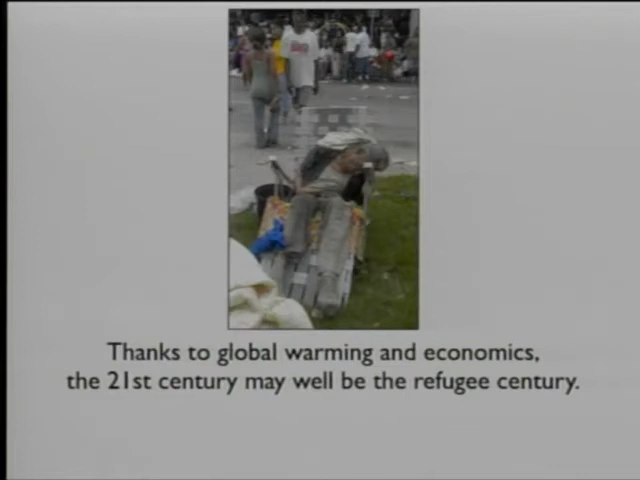 Thanks to global warming and economics,
the 21st century may well be the refugee century.